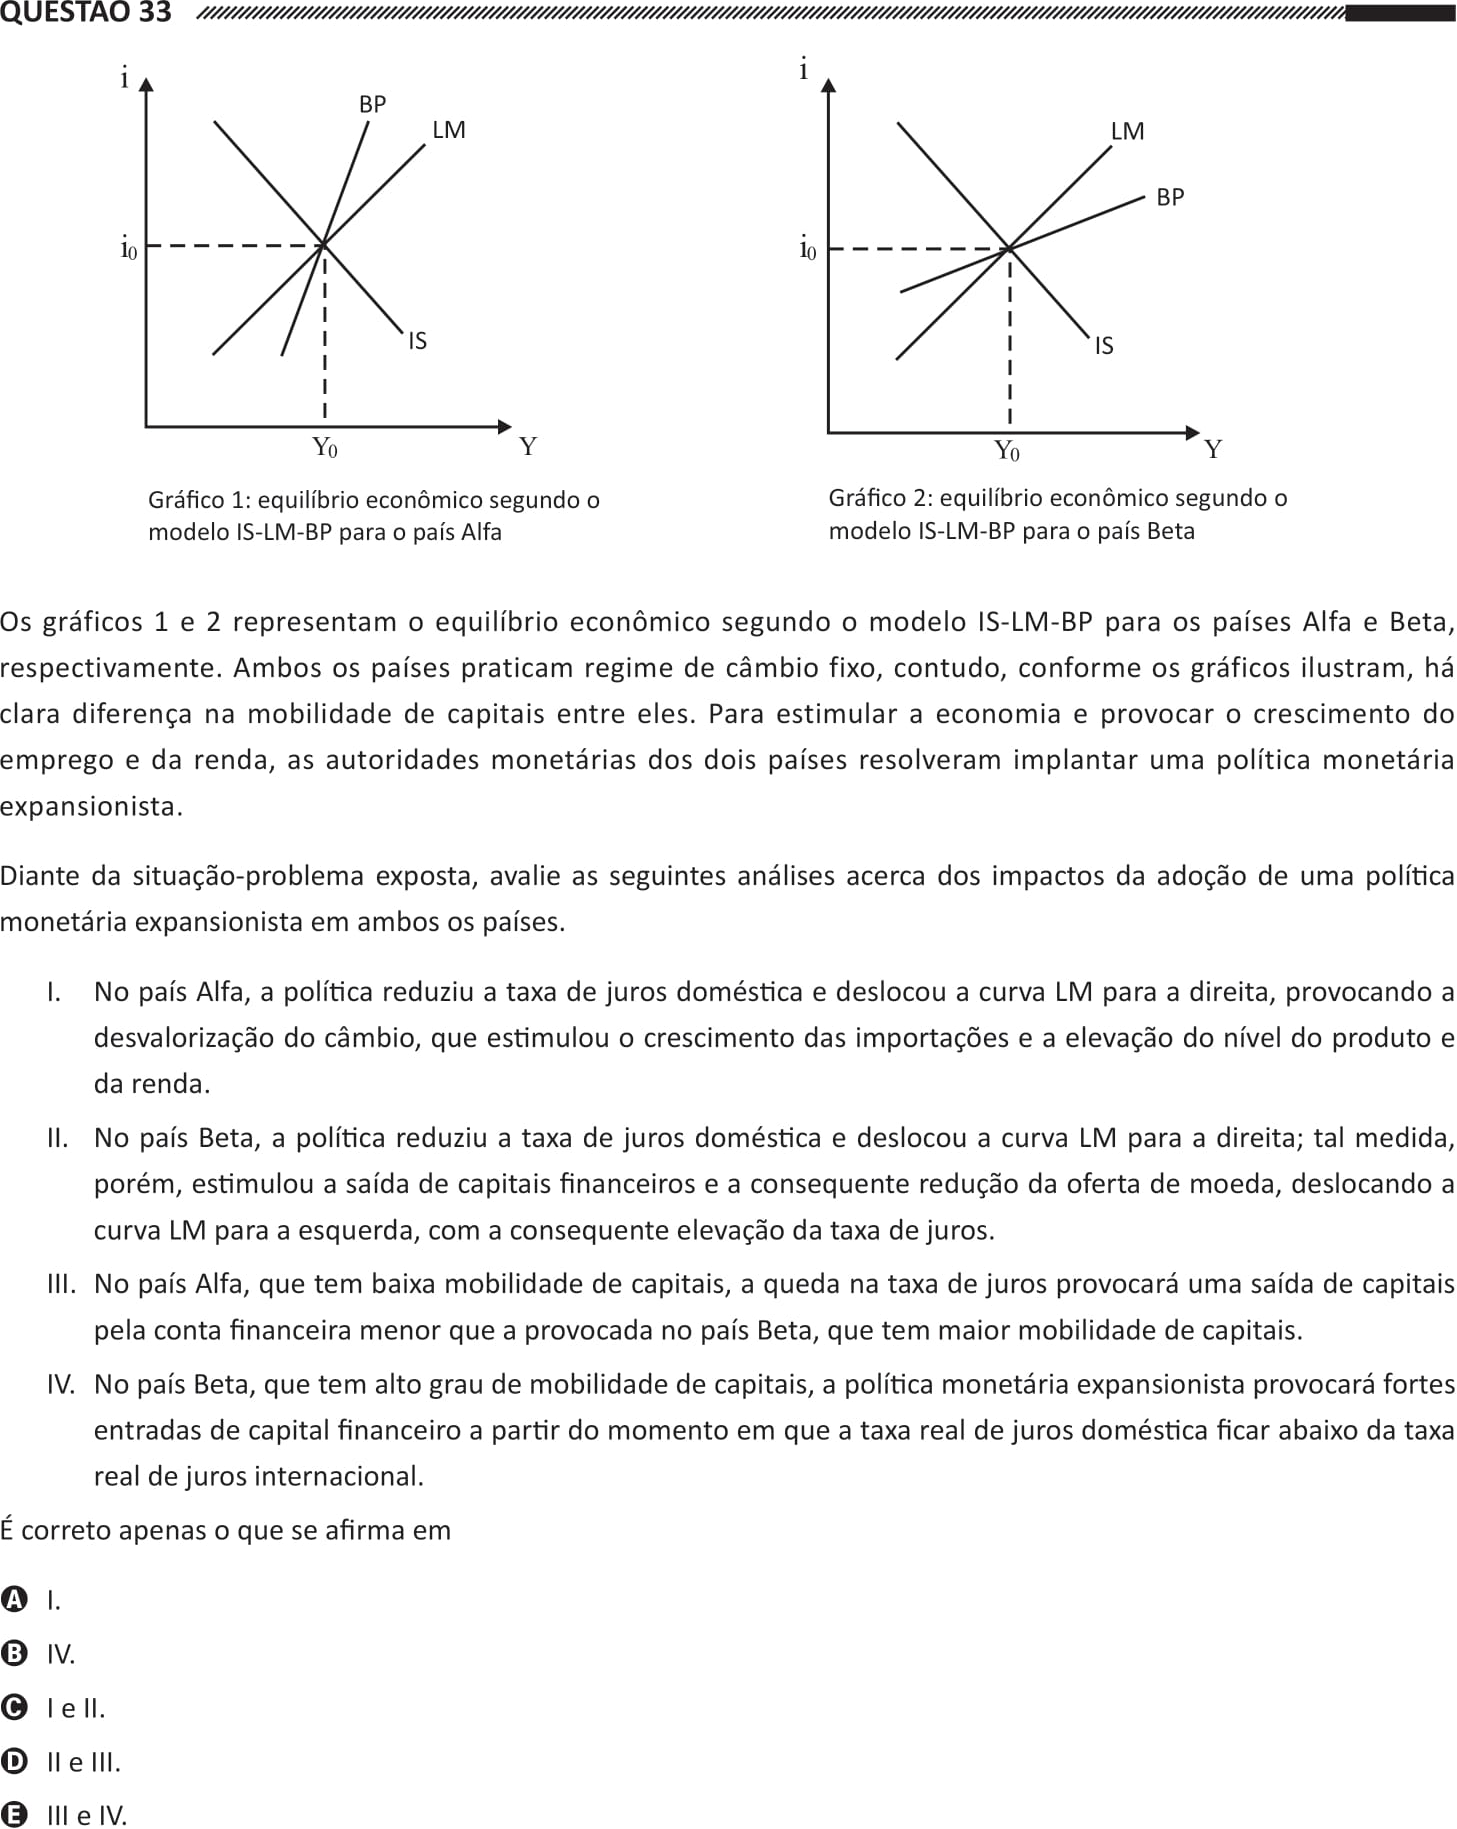 QUESTÃO 33
i
BP
LM
i0
IS
Y0
Y
Gráfico 1: equilíbrio econômico segundo o
modelo IS-LM-BP para o país Alfa
i
LM
BP
i0
IS
Y0
Y
Gráfico 2: equilíbrio econômico segundo o
modelo IS-LM-BP para o país Beta
Os gráficos 1 e 2 representam o equilíbrio econômico segundo o modelo IS-LM-BP para os países Alfa e Beta,
respectivamente. Ambos os países praticam regime de câmbio fixo, contudo, conforme os gráficos ilustram, há
clara diferença na mobilidade de capitais entre eles. Para estimular a economia e provocar o crescimento do
emprego e da renda, as autoridades monetárias dos dois países resolveram implantar uma política monetária
expansionista.
Diante da situação-problema exposta, avalie as seguintes análises acerca dos impactos da adoção de uma política
monetária expansionista em ambos os países.
I. No país Alfa, a política reduziu a taxa de juros doméstica e deslocou a curva LM para a direita, provocando a
desvalorização do câmbio, que estimulou o crescimento das importações e a elevação do nível do produto e
da renda.
II. No país Beta, a política reduziu a taxa de juros doméstica e deslocou a curva LM para a direita; tal medida,
porém, estimulou a saída de capitais financeiros e a consequente redução da oferta de moeda, deslocando a
curva LM para a esquerda, com a consequente elevação da taxa de juros.
III. No país Alfa, que tem baixa mobilidade de capitais, a queda na taxa de juros provocará uma saída de capitais
pela conta financeira menor que a provocada no país Beta, que tem maior mobilidade de capitais.
IV. No país Beta, que tem alto grau de mobilidade de capitais, a política monetária expansionista provocará fortes
entradas de capital financeiro a partir do momento em que a taxa real de juros doméstica ficar abaixo da taxa
real de juros internacional.
É correto apenas o que se afirma em
A I.
B IV.
C I e II.
D II e III.
E III e IV.